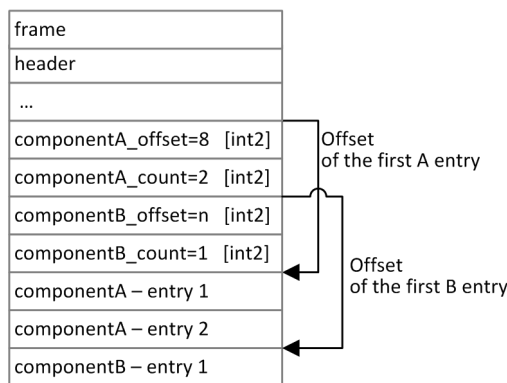 frame
header
...
componentA_offset=8 [int2]
componentA_count=2 [int2]
componentB_offset=n [int2]
componentB_count=1 [int2]
componentA – entry 1
componentA – entry 2
componentB – entry 1
Offset
of the first A entry
Offset
of the first B entry